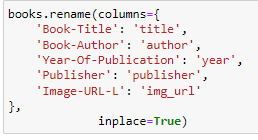 books.rename(columns={
    'Book-Title': 'title',
    'Book-Author': 'author',
    'Year-Of-Publication': 'year',
    'Publisher': 'publisher',
    'Image-URL-L': 'img_url'
},
             inplace=True)